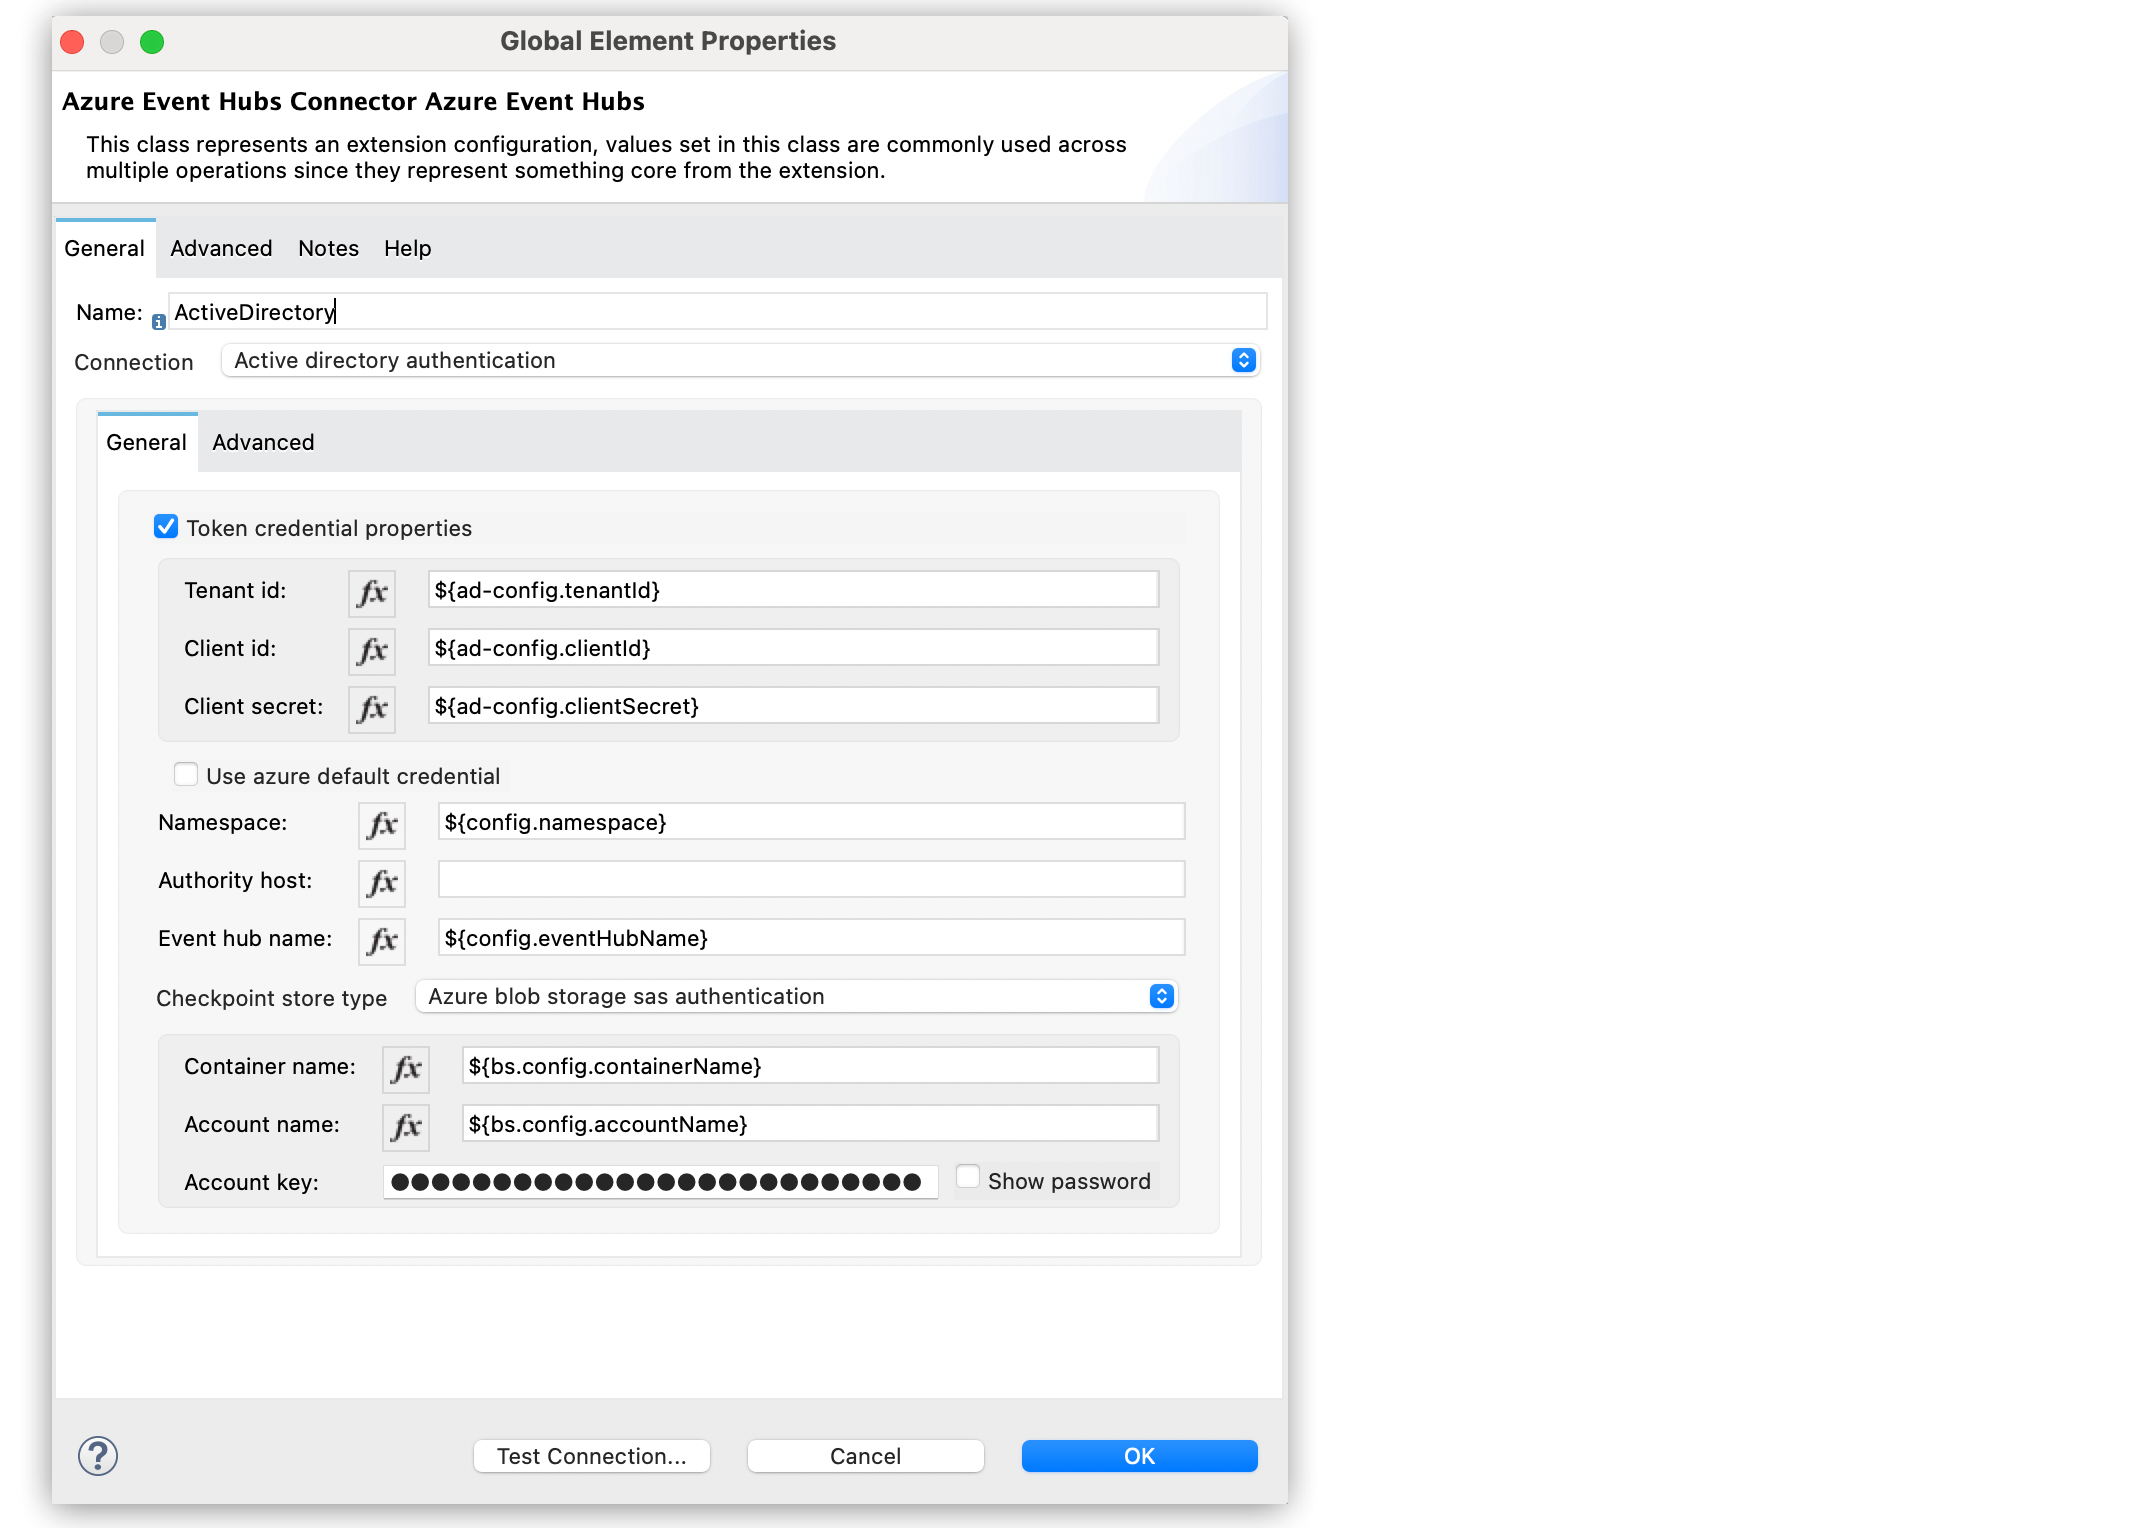 Global Element Properties
Azure Event Hubs Connector Azure Event Hubs
This class represents an extension configuration, values set in this class are commonly used across
multiple operations since they represent something core from the extension.
General Advanced Notes Help
Name: ActiveDirectory
Connection Active directory authentication
General Advanced
Token credential properties
Tenant id: fx ${ad-config.tenantId}
Client id: fx ${ad-config.clientId}
Client secret: fx ${ad-config.clientSecret}
Use azure default credential
Namespace: fx ${config.namespace}
Authority host: fx
Event hub name: fx ${config.eventHubName}
Checkpoint store type Azure blob storage sas authentication
Container name: fx ${bs.config.containerName}
Account name: fx ${bs.config.accountName}
Account key: ●●●●●●●●●●●●●●●●●●●●●●●●●● Show password
? Test Connection... Cancel OK